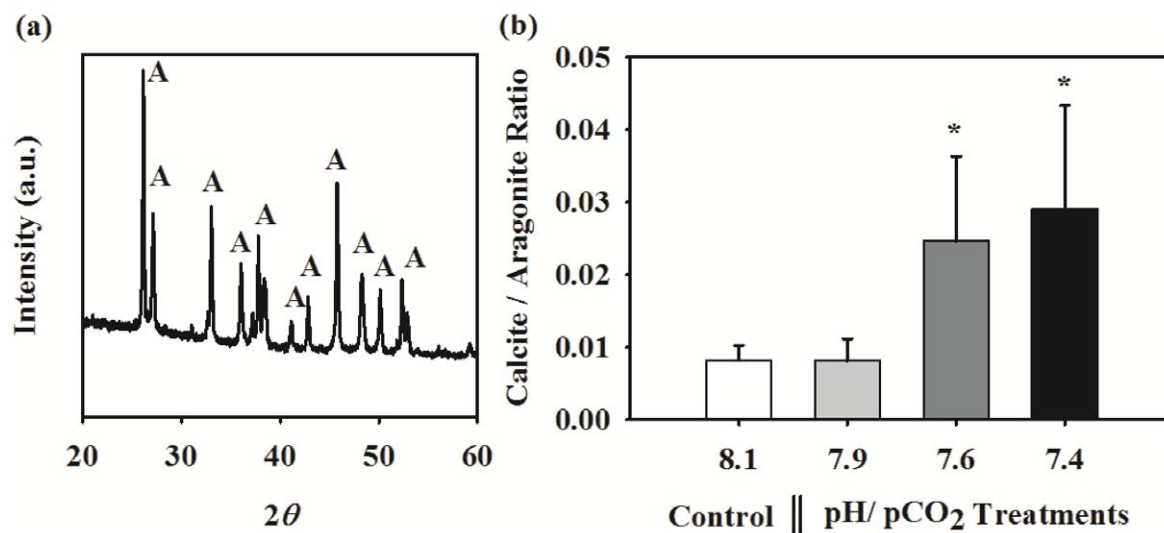 (a)
A
A
A
A
A
A
A
A
A
A
A
Intensity (a.u.)
20 30 40 50 60
2θ
(b)
0.05
0.04
0.03
0.02
0.01
0.00
Calcite / Aragonite Ratio
*
*
8.1 7.9 7.6 7.4
Control || pH/ pCO₂ Treatments